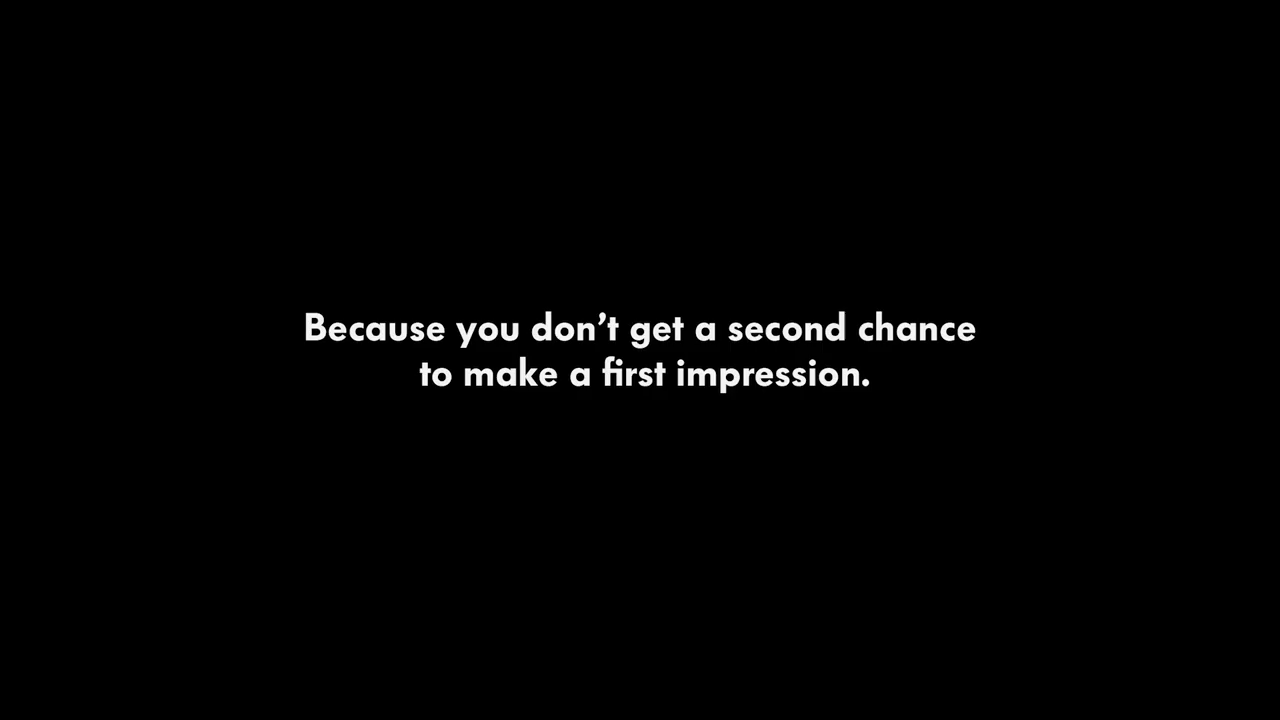 Because you don’t get a second chance
to make a first impression.